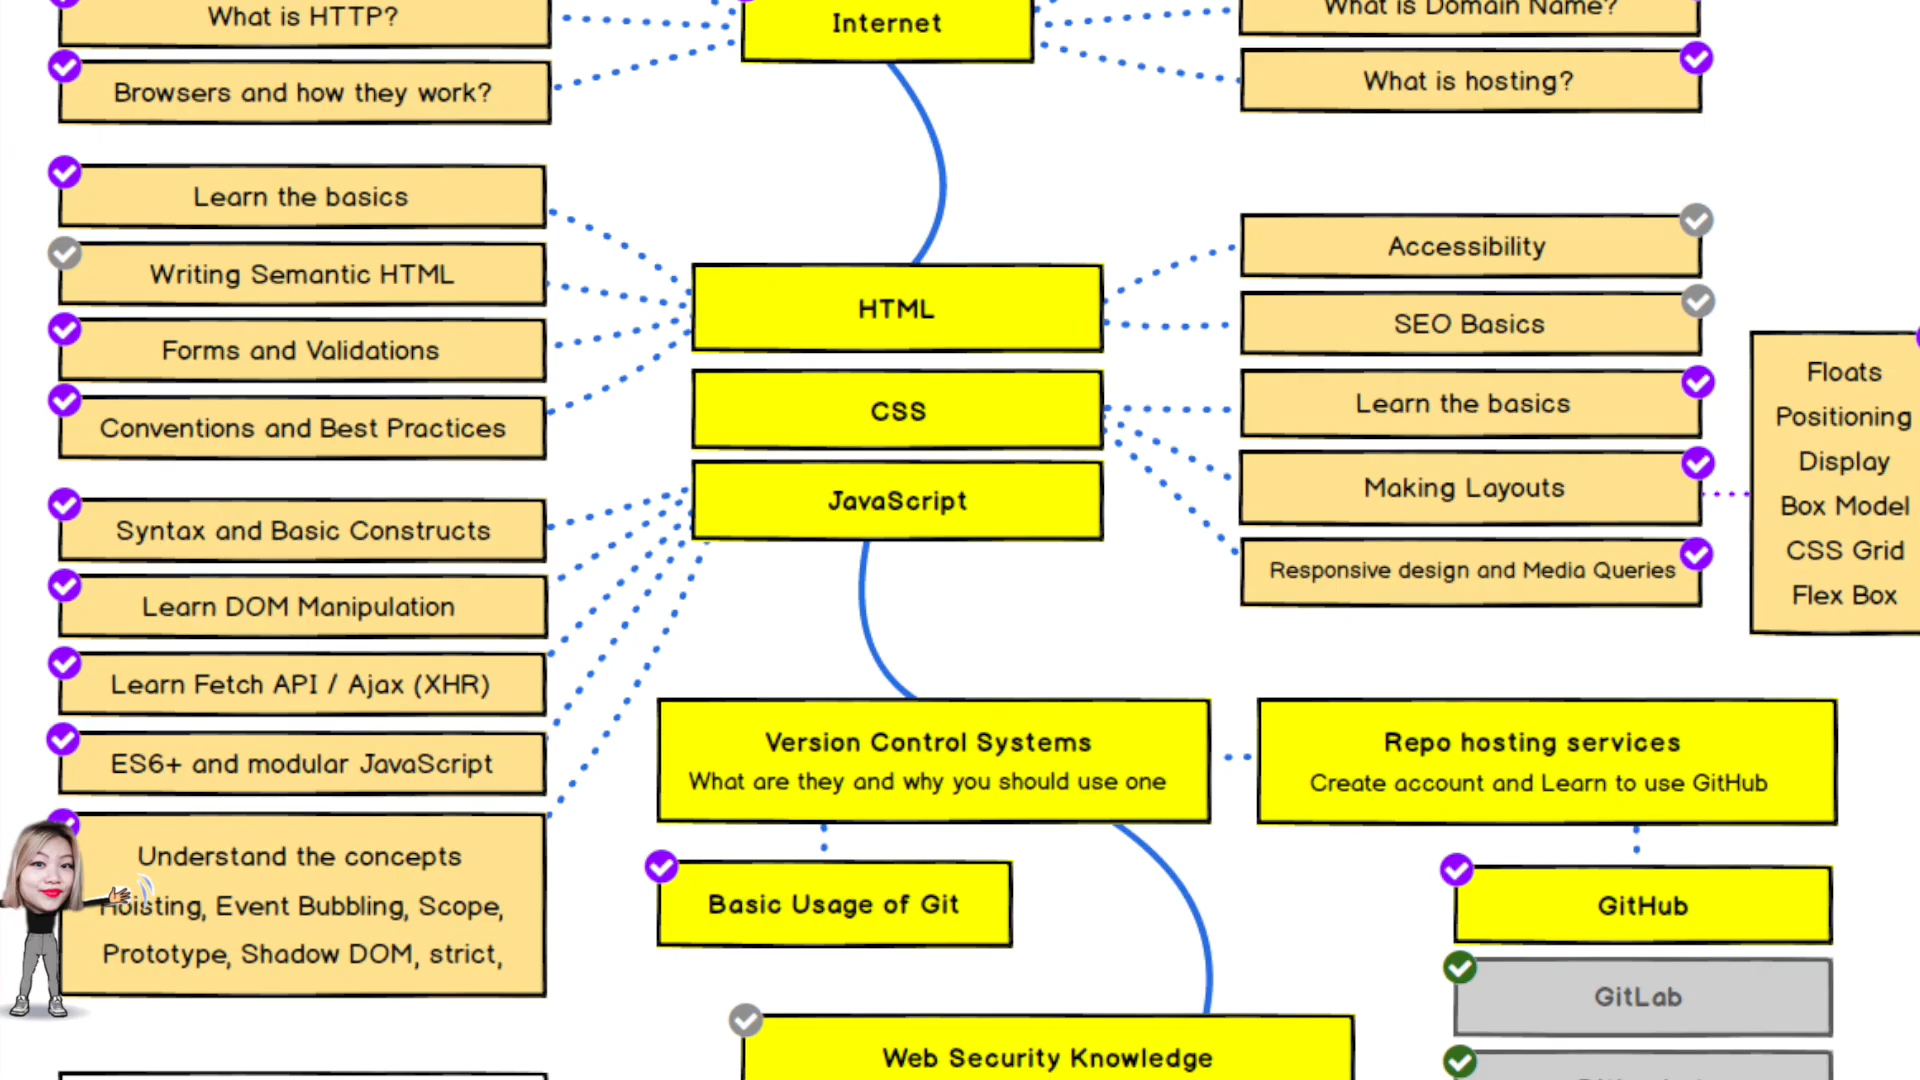 What is HTTP?
Browsers and how they work?
Internet
What is Domain Name?
What is hosting?
Learn the basics
Writing Semantic HTML
Forms and Validations
Conventions and Best Practices
HTML
CSS
JavaScript
Accessibility
SEO Basics
Learn the basics
Making Layouts
Responsive design and Media Queries
Floats
Positioning
Display
Box Model
CSS Grid
Flex Box
Syntax and Basic Constructs
Learn DOM Manipulation
Learn Fetch API / Ajax (XHR)
ES6+ and modular JavaScript
Understand the concepts
Hoisting, Event Bubbling, Scope,
Prototype, Shadow DOM, strict,
Version Control Systems
What are they and why you should use one
Repo hosting services
Create account and Learn to use GitHub
Basic Usage of Git
GitHub
GitLab
Web Security Knowledge